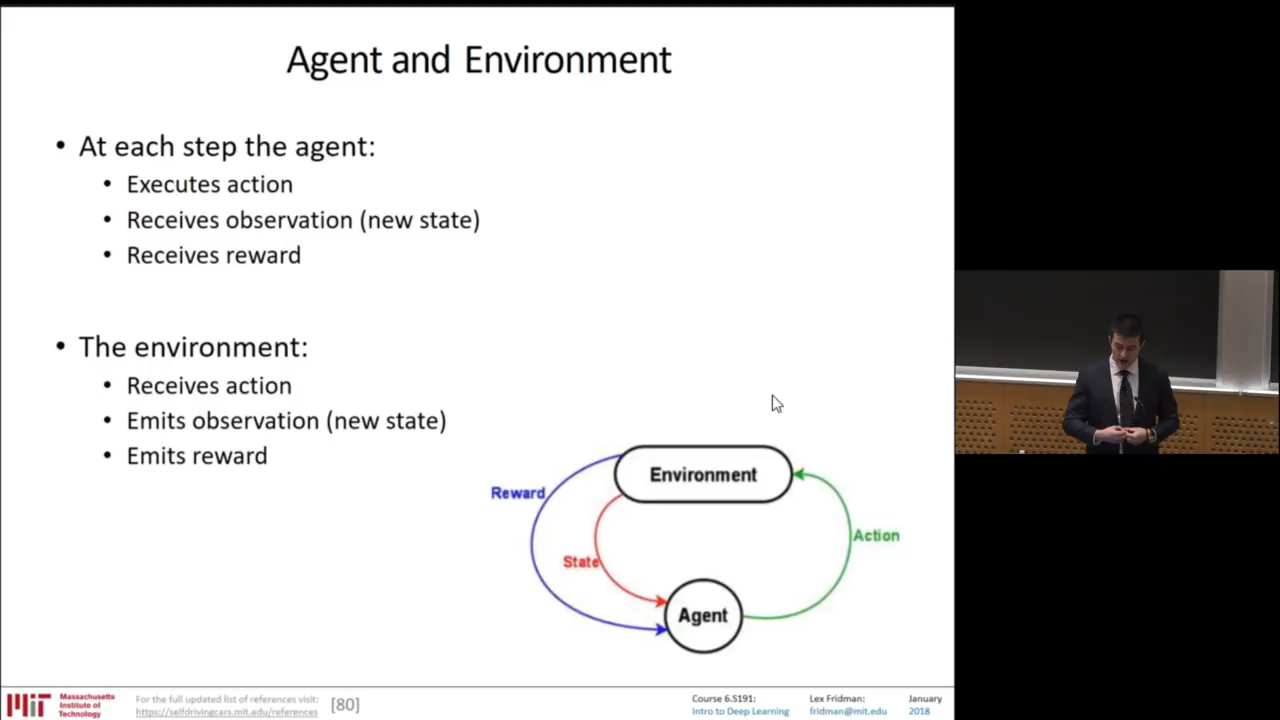 Agent and Environment
• At each step the agent:
• Executes action
• Receives observation (new state)
• Receives reward
• The environment:
• Receives action
• Emits observation (new state)
• Emits reward
Environment
Reward
Action
State
Agent
MIT
Massachusetts
Institute of
Technology
For the full updated list of references visit:
https://selfdrivingcars.mit.edu/references
[80]
Course 6.S191:
Intro to Deep Learning
Lex Fridman:
fridman@mit.edu
January
2018